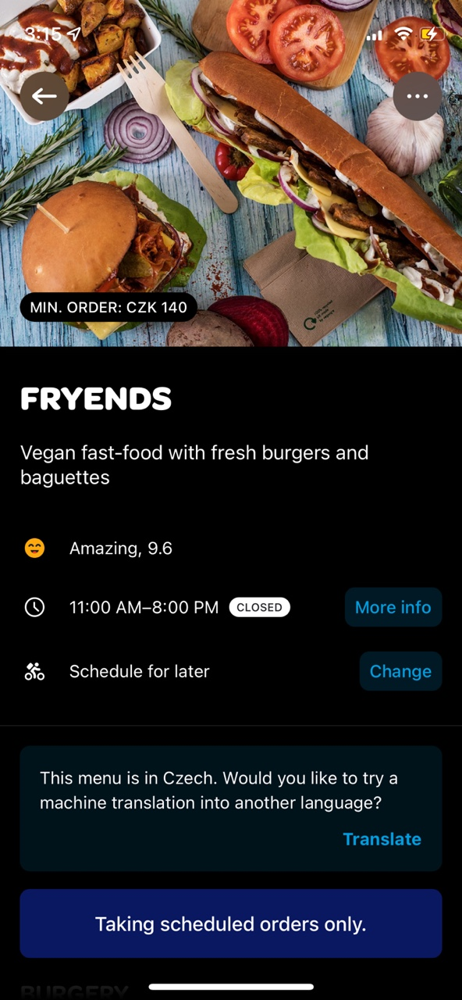 3:15
MIN. ORDER: CZK 140
FRYENDS
Vegan fast-food with fresh burgers and
baguettes
Amazing, 9.6
11:00 AM–8:00 PM CLOSED More info
Schedule for later Change
This menu is in Czech. Would you like to try a
machine translation into another language?
Translate
Taking scheduled orders only.
BURGERY